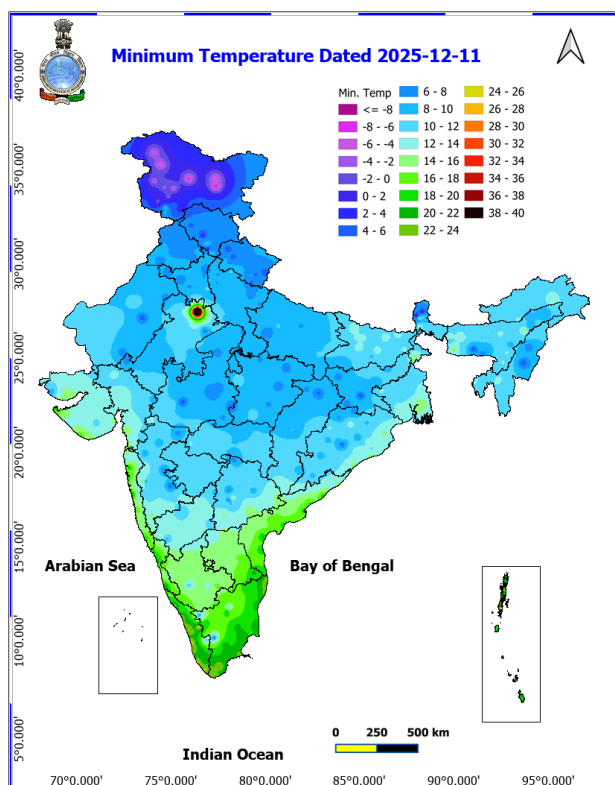 Minimum Temperature Dated 2025-12-11
Min. Temp
<= -8
-8 - -6
-6 - -4
-4 - -2
-2 - 0
0 - 2
2 - 4
4 - 6
6 - 8
8 - 10
10 - 12
12 - 14
14 - 16
16 - 18
18 - 20
20 - 22
22 - 24
24 - 26
26 - 28
28 - 30
30 - 32
32 - 34
34 - 36
36 - 38
38 - 40
40°0.000'
35°0.000'
30°0.000'
25°0.000'
20°0.000'
15°0.000'
10°0.000'
5°0.000'
Arabian Sea
Bay of Bengal
Indian Ocean
0 250 500 km
70°0.000' 75°0.000' 80°0.000' 85°0.000' 90°0.000' 95°0.000'